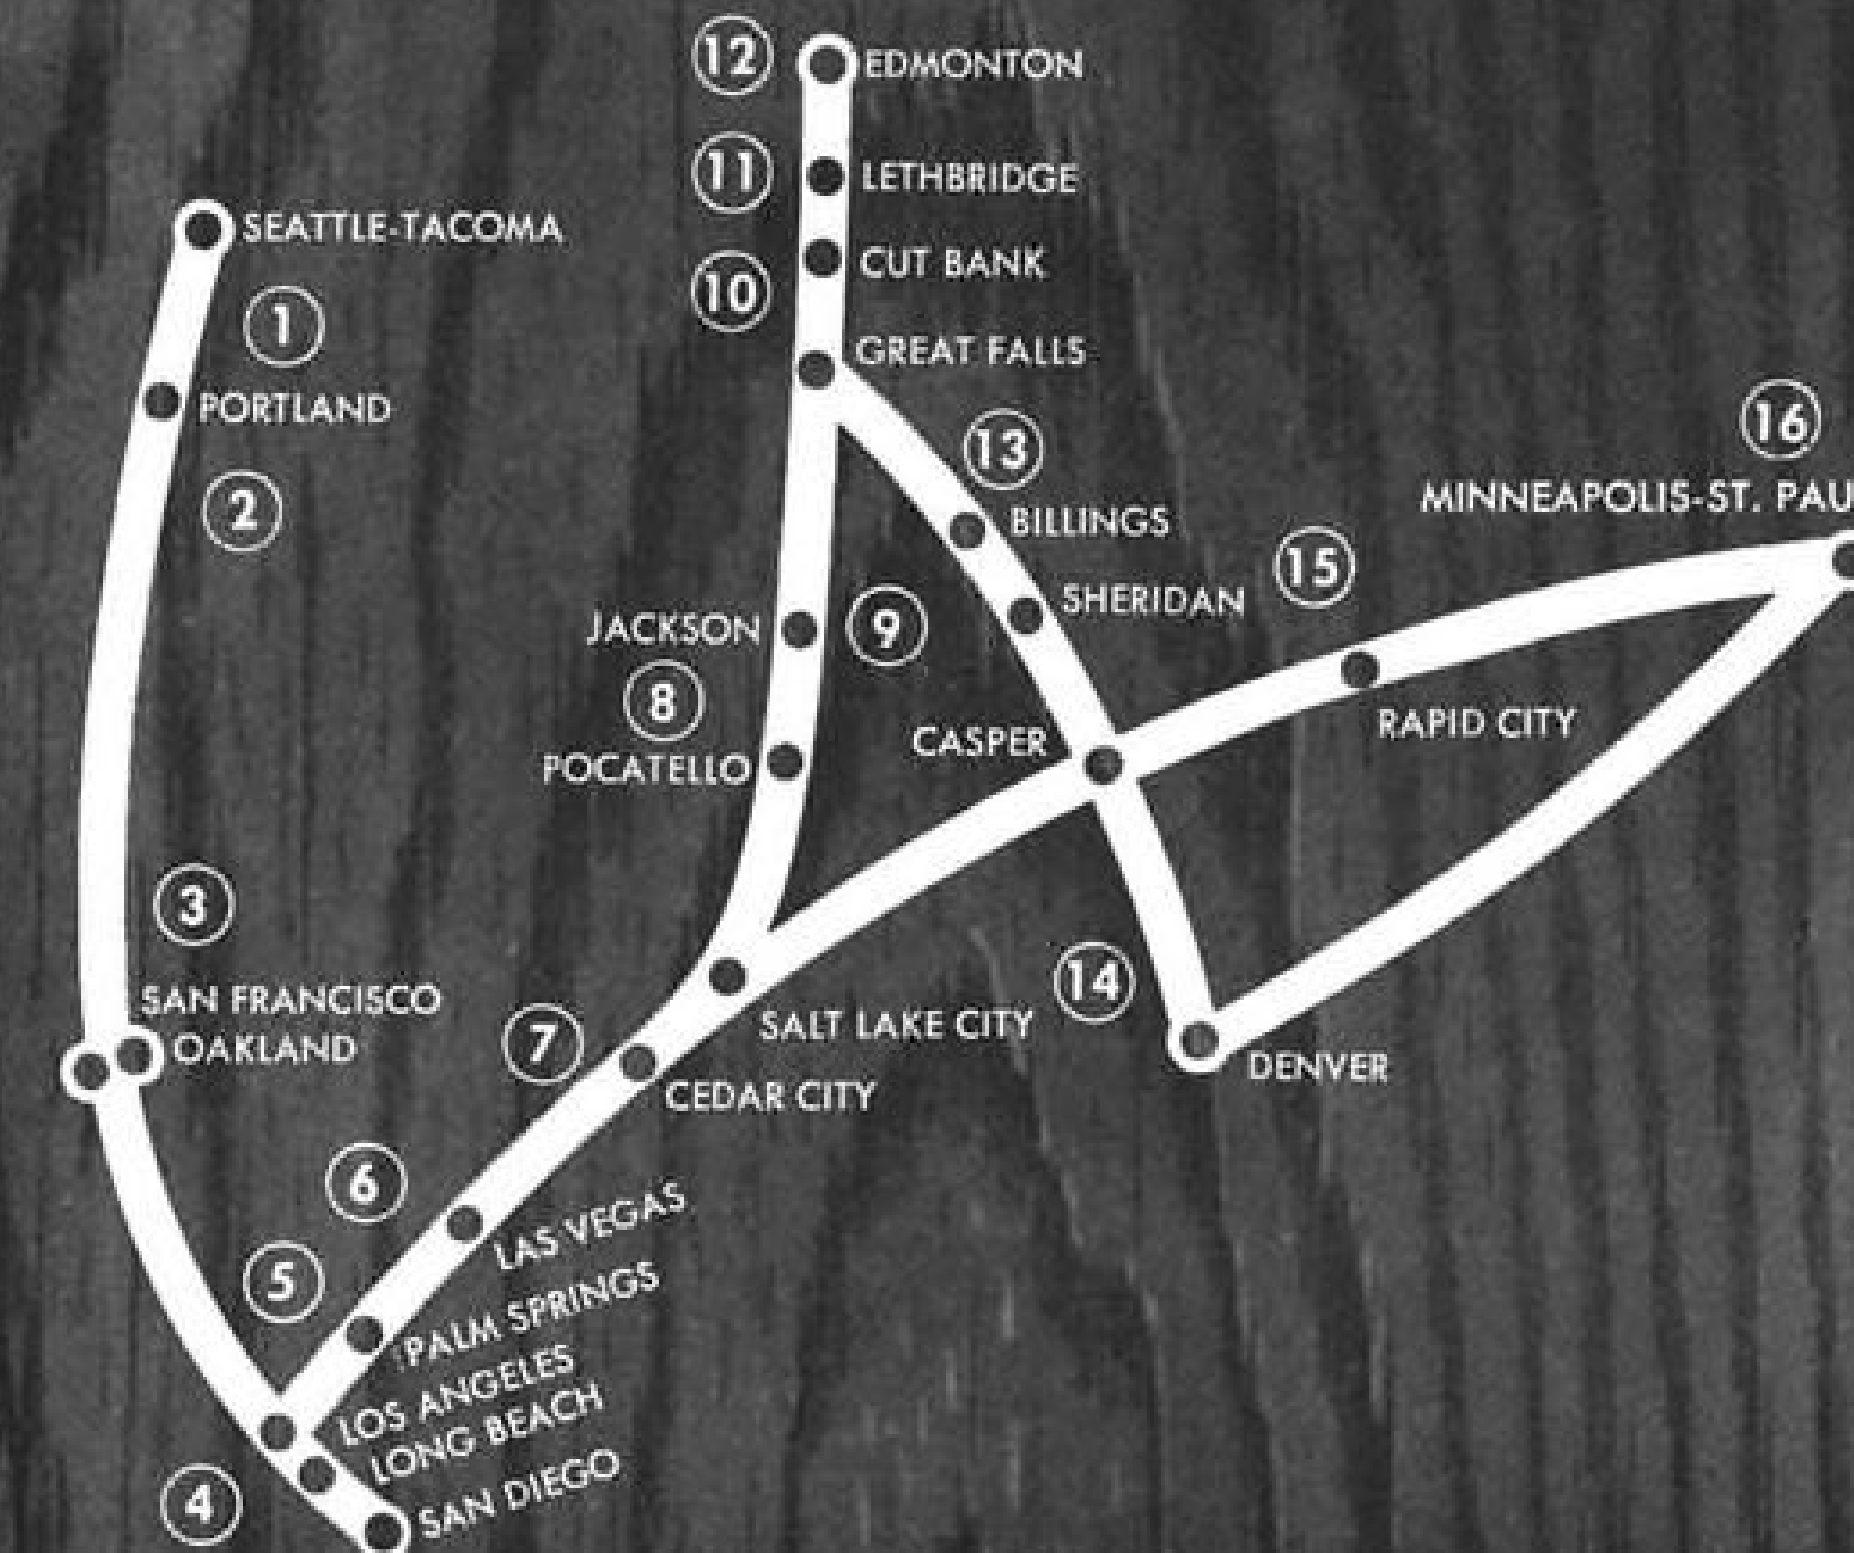 12 EDMONTON
11 LETHBRIDGE
SEATTLE-TACOMA
CUT BANK
10
1
GREAT FALLS
PORTLAND
13
16
2
BILLINGS
MINNEAPOLIS-ST. PAU
15
SHERIDAN
JACKSON 9
8
RAPID CITY
CASPER
POCATELLO
3
14
SAN FRANCISCO
SALT LAKE CITY
7
OAKLAND
DENVER
CEDAR CITY
6
LAS VEGAS
5
PALM SPRINGS
LOS ANGELES
LONG BEACH
4
SAN DIEGO